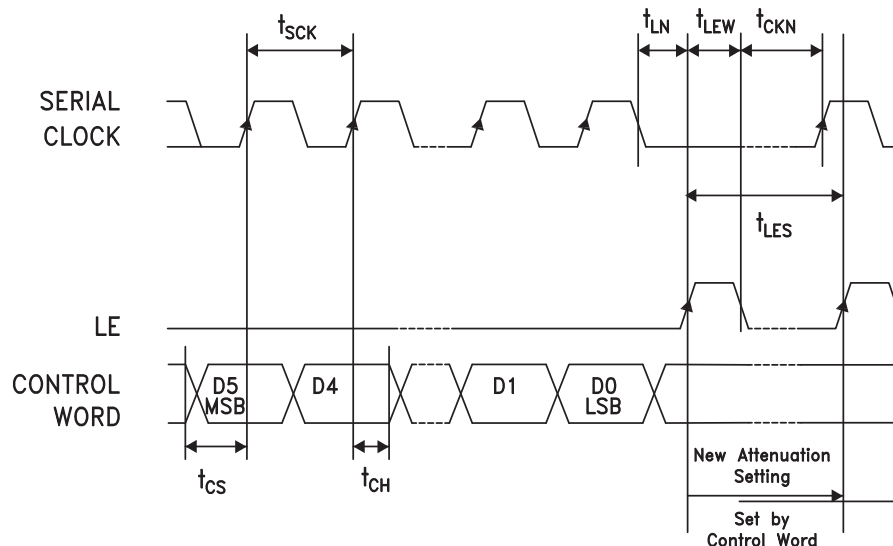 tSCK
tLN
tLEW
tCKN
SERIAL
CLOCK
tLES
LE
CONTROL
WORD
D5
MSB
D4
D1
D0
LSB
tCS
tCH
New Attenuation
Setting
Set by
Control Word